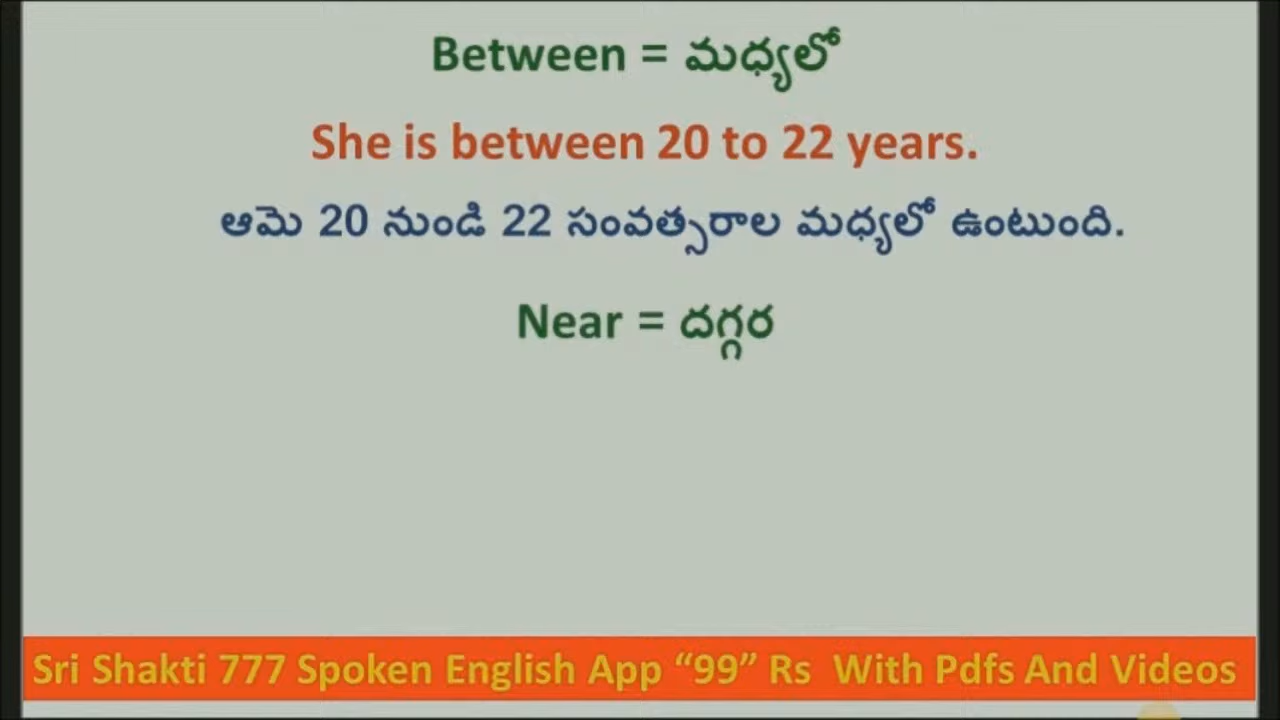 Between = మధ్యలో
She is between 20 to 22 years.
ఆమె 20 నుండి 22 సంవత్సరాల మధ్యలో ఉంటుంది.
Near = దగ్గర
Sri Shakti 777 Spoken English App “99” Rs With Pdfs And Videos